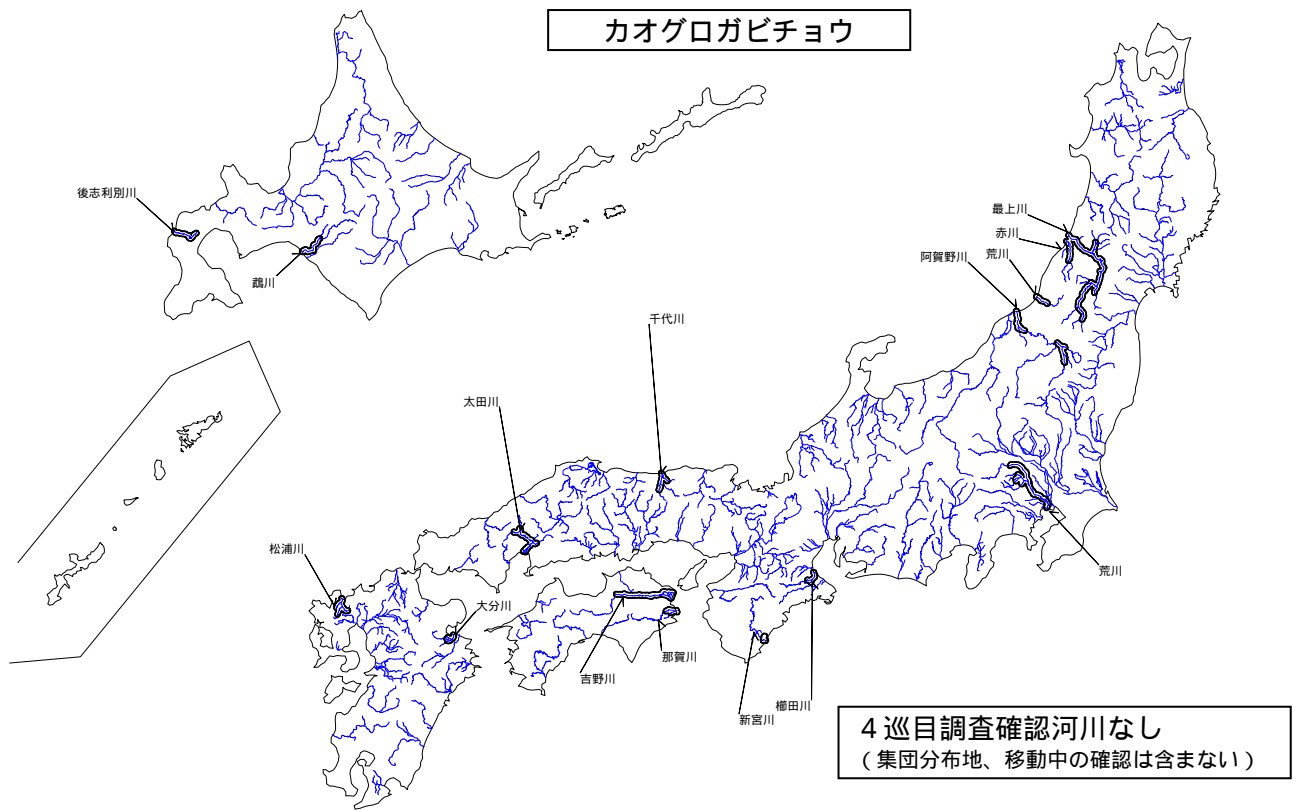 カオグロガビチョウ
後志利別川
鵡川
最上川
赤川
荒川
阿賀野川
千代川
太田川
松浦川
大分川
荒川
那賀川
吉野川
櫛田川
新宮川
４巡目調査確認河川なし
（集団分布地、移動中の確認は含まない）